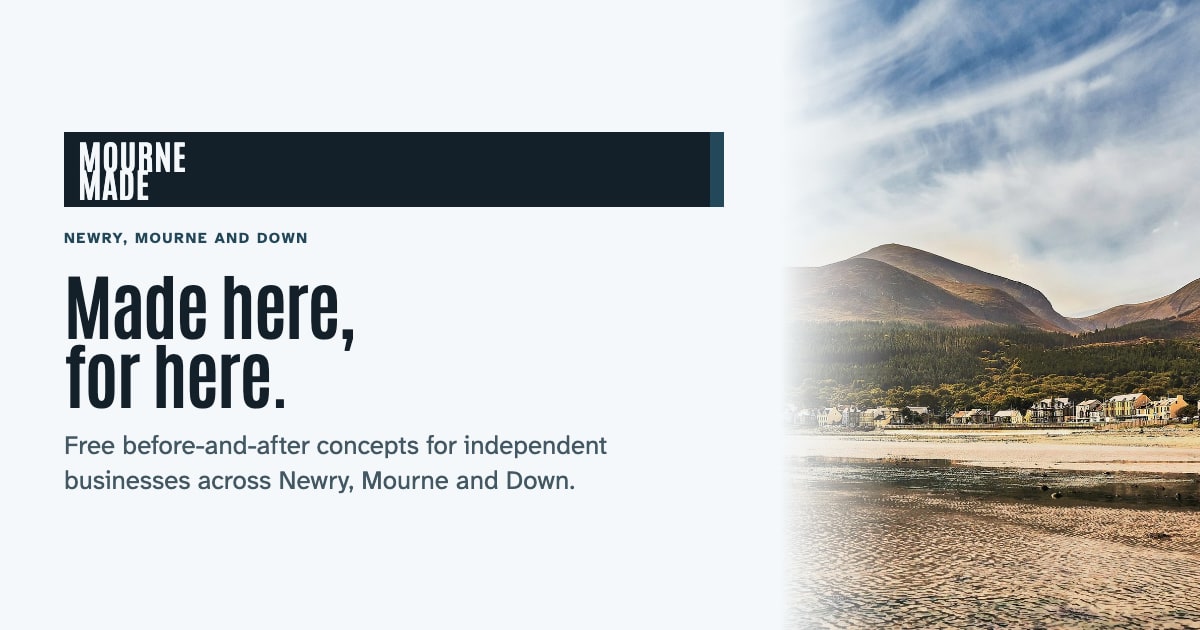 MOURNE
MADE
NEWRY, MOURNE AND DOWN
Made here,
for here.
Free before-and-after concepts for independent
businesses across Newry, Mourne and Down.